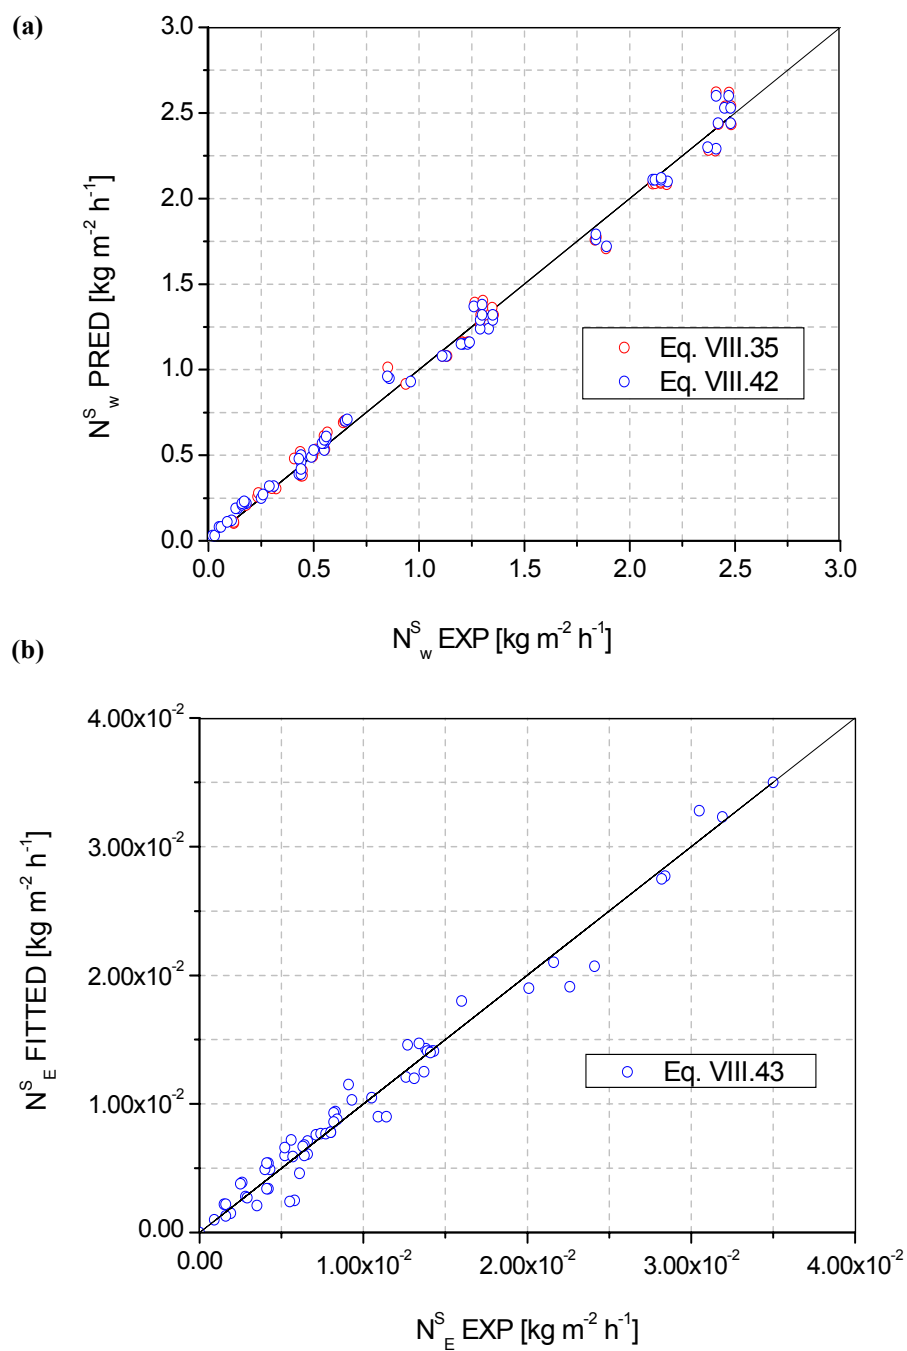 (a)
3.0
2.5
2.0
1.5
1.0
0.5
0.0
N^S_w PRED [kg m^-2 h^-1]
Eq. VIII.35
Eq. VIII.42
0.0 0.5 1.0 1.5 2.0 2.5 3.0
N^S_w EXP [kg m^-2 h^-1]
(b)
4.00x10^-2
3.00x10^-2
2.00x10^-2
1.00x10^-2
0.00
N^S_E FITTED [kg m^-2 h^-1]
Eq. VIII.43
0.00 1.00x10^-2 2.00x10^-2 3.00x10^-2 4.00x10^-2
N^S_E EXP [kg m^-2 h^-1]